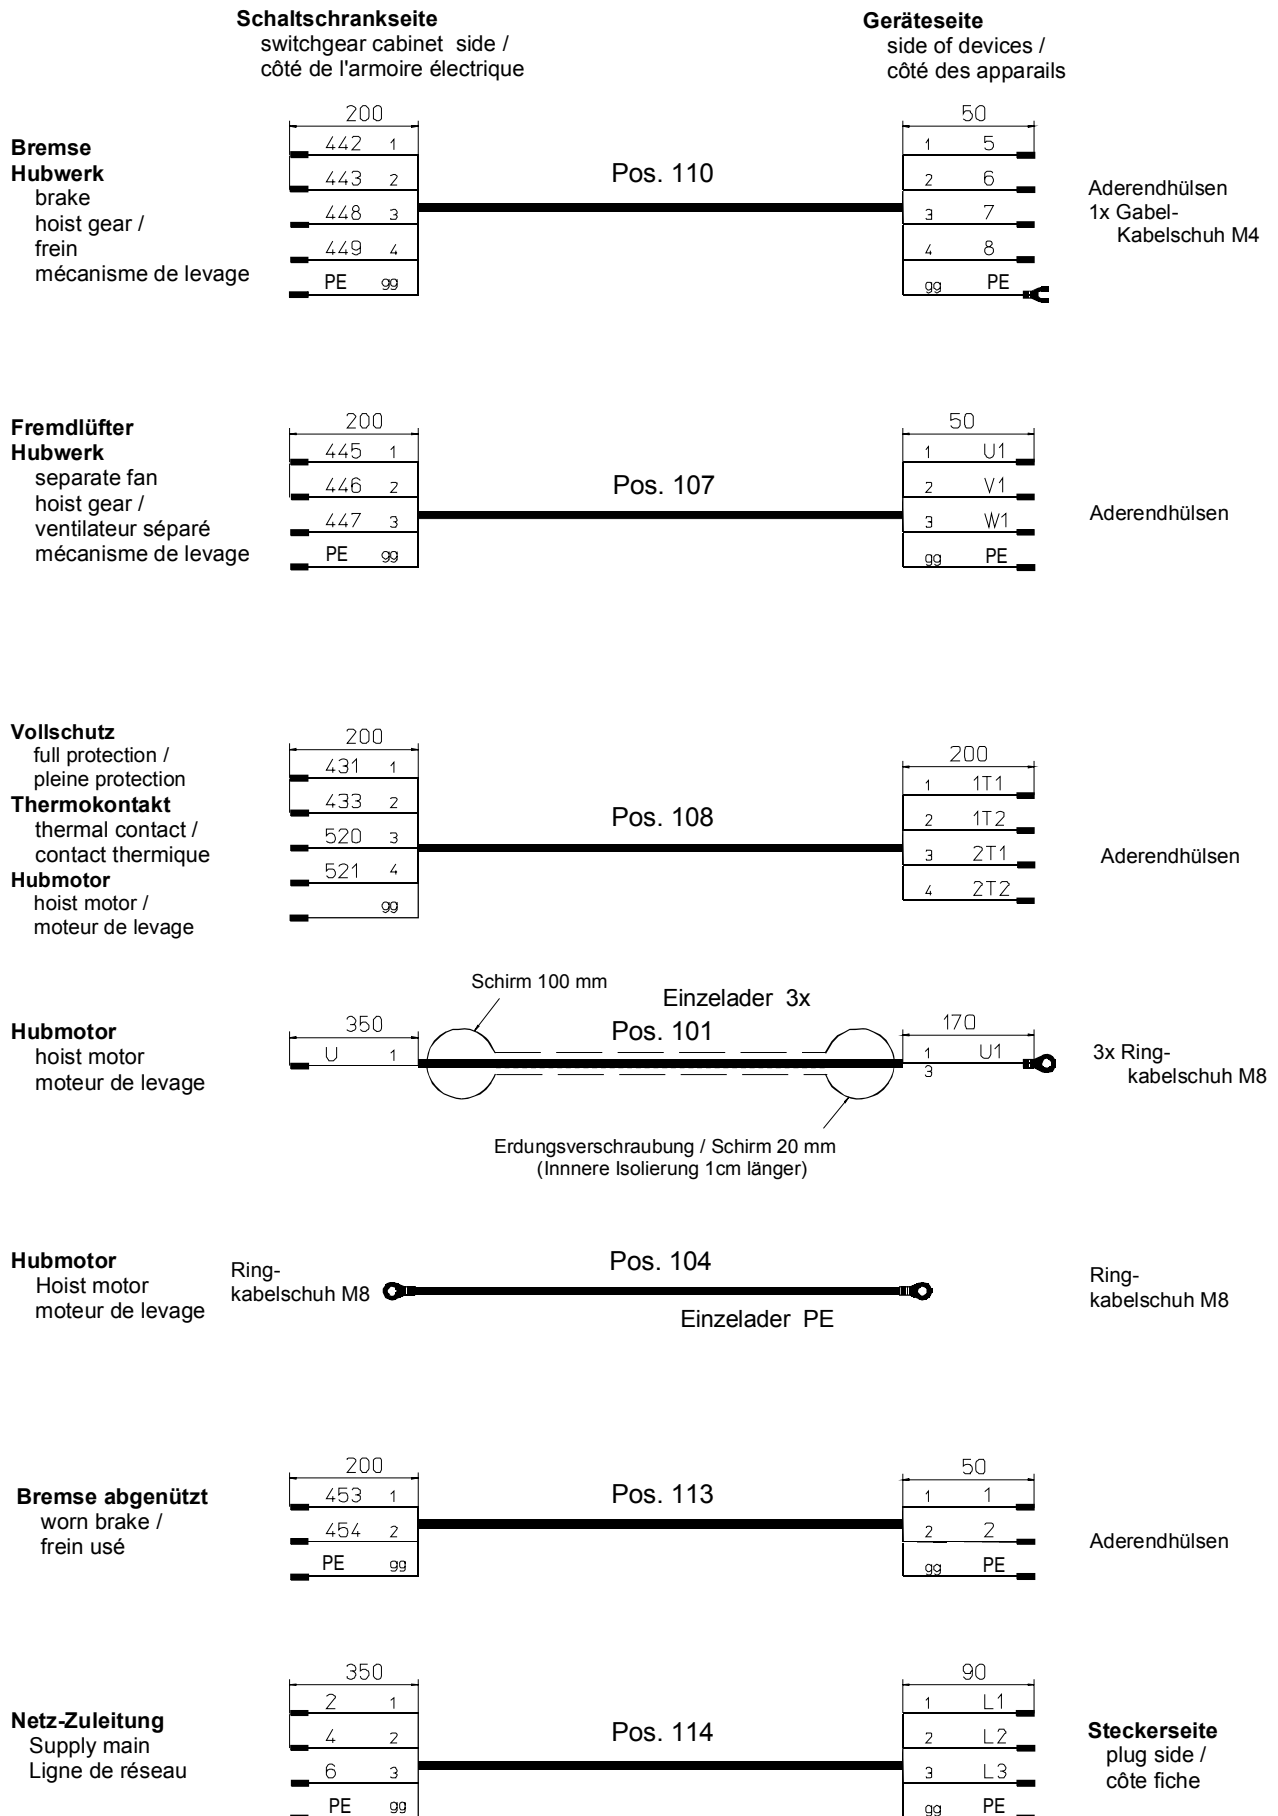 Schaltschrankseite
switchgear cabinet side /
côté de l'armoire électrique
Geräteseite
side of devices /
côté des apparails
Bremse
Hubwerk
brake
hoist gear /
frein
mécanisme de levage
200
442 1
443 2
448 3
449 4
PE gg
Pos. 110
50
1 5
2 6
3 7
4 8
gg PE
Aderendhülsen
1x Gabel-
Kabelschuh M4
Fremdlüfter
Hubwerk
separate fan
hoist gear /
ventilateur séparé
mécanisme de levage
200
445 1
446 2
447 3
PE gg
Pos. 107
50
1 U1
2 V1
3 W1
gg PE
Aderendhülsen
Vollschutz
full protection /
pleine protection
Thermokontakt
thermal contact /
contact thermique
Hubmotor
hoist motor /
moteur de levage
200
431 1
433 2
520 3
521 4
gg
Pos. 108
200
1 1T1
2 1T2
3 2T1
4 2T2
Aderendhülsen
Hubmotor
hoist motor
moteur de levage
350
U 1
Schirm 100 mm
Einzelader 3x
Pos. 101
170
1 U1
3
3x Ring-
kabelschuh M8
Erdungsverschraubung / Schirm 20 mm
(Innnere Isolierung 1cm länger)
Hubmotor
Hoist motor
moteur de levage
Ring-
kabelschuh M8
Pos. 104
Einzelader PE
Ring-
kabelschuh M8
Bremse abgenützt
worn brake /
frein usé
200
453 1
454 2
PE gg
Pos. 113
50
1 1
2 2
gg PE
Aderendhülsen
Netz-Zuleitung
Supply main
Ligne de réseau
350
2 1
4 2
6 3
PE gg
Pos. 114
90
1 L1
2 L2
3 L3
gg PE
Steckerseite
plug side /
côte fiche